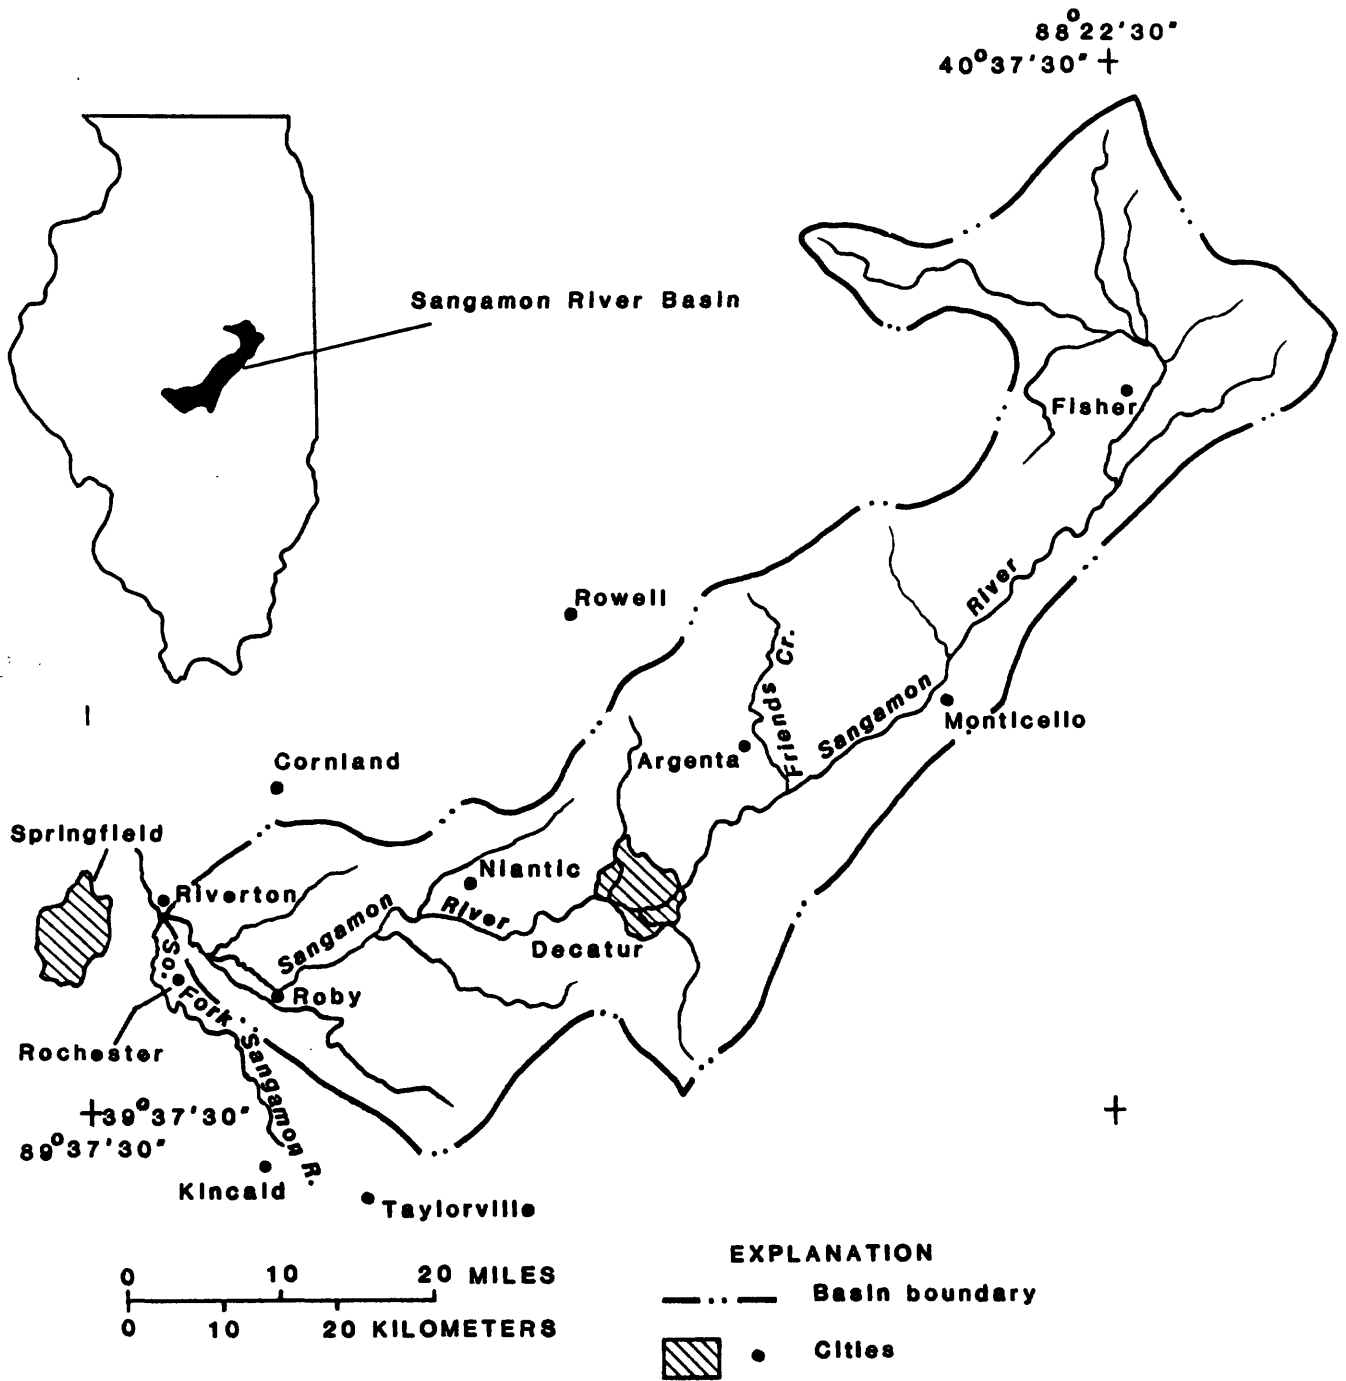 88°22'30"
40°37'30"
Sangamon River Basin
Fisher
River
Rowell
Friends Cr.
Sangamon
Monticello
Argenta
Cornland
Springfield
Niantic
Riverton
Sangamon
River
Decatur
So.
Fork
Sangamon R.
Roby
Rochester
39°37'30"
89°37'30"
Kincaid
Taylorville
0 10 20 MILES
0 10 20 KILOMETERS
EXPLANATION
Basin boundary
Cities